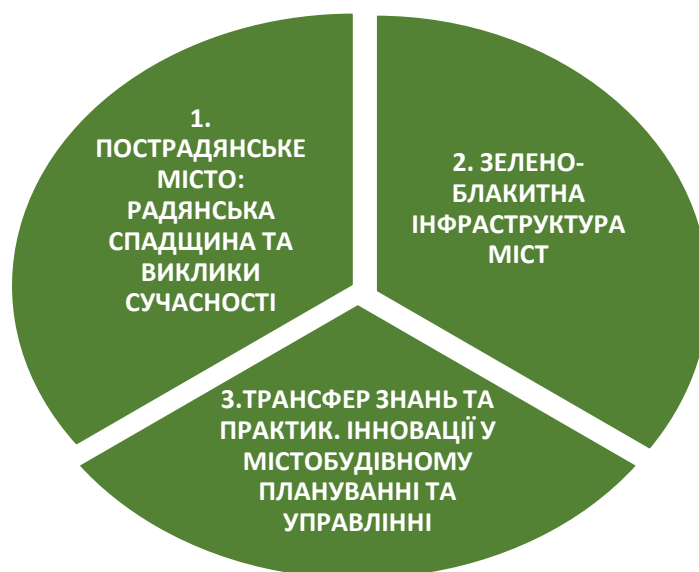 1.
ПОСТРАДЯНСЬКЕ
МІСТО:
РАДЯНСЬКА
СПАДЩИНА ТА
ВИКЛИКИ
СУЧАСНОСТІ
2. ЗЕЛЕНО-
БЛАКИТНА
ІНФРАСТРУКТУРА
МІСТ
3.ТРАНСФЕР ЗНАНЬ ТА
ПРАКТИК. ІННОВАЦІЇ У
МІСТОБУДІВНОМУ
ПЛАНУВАННІ ТА
УПРАВЛІННІ